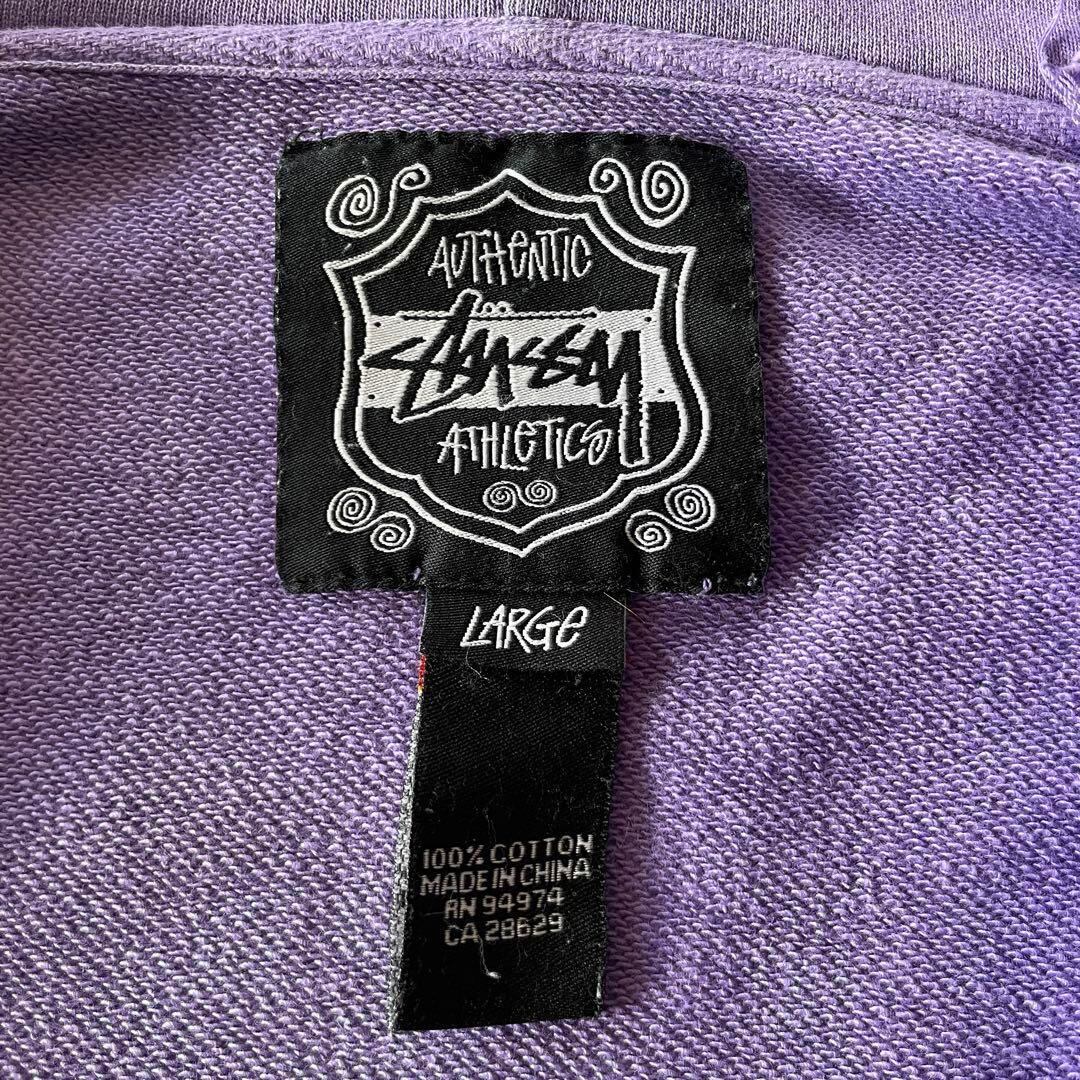 AUTHENTIC
STUSSY
ATHLETICS
LARGE
100% COTTON
MADE IN CHINA
RN 94974
CA 28629